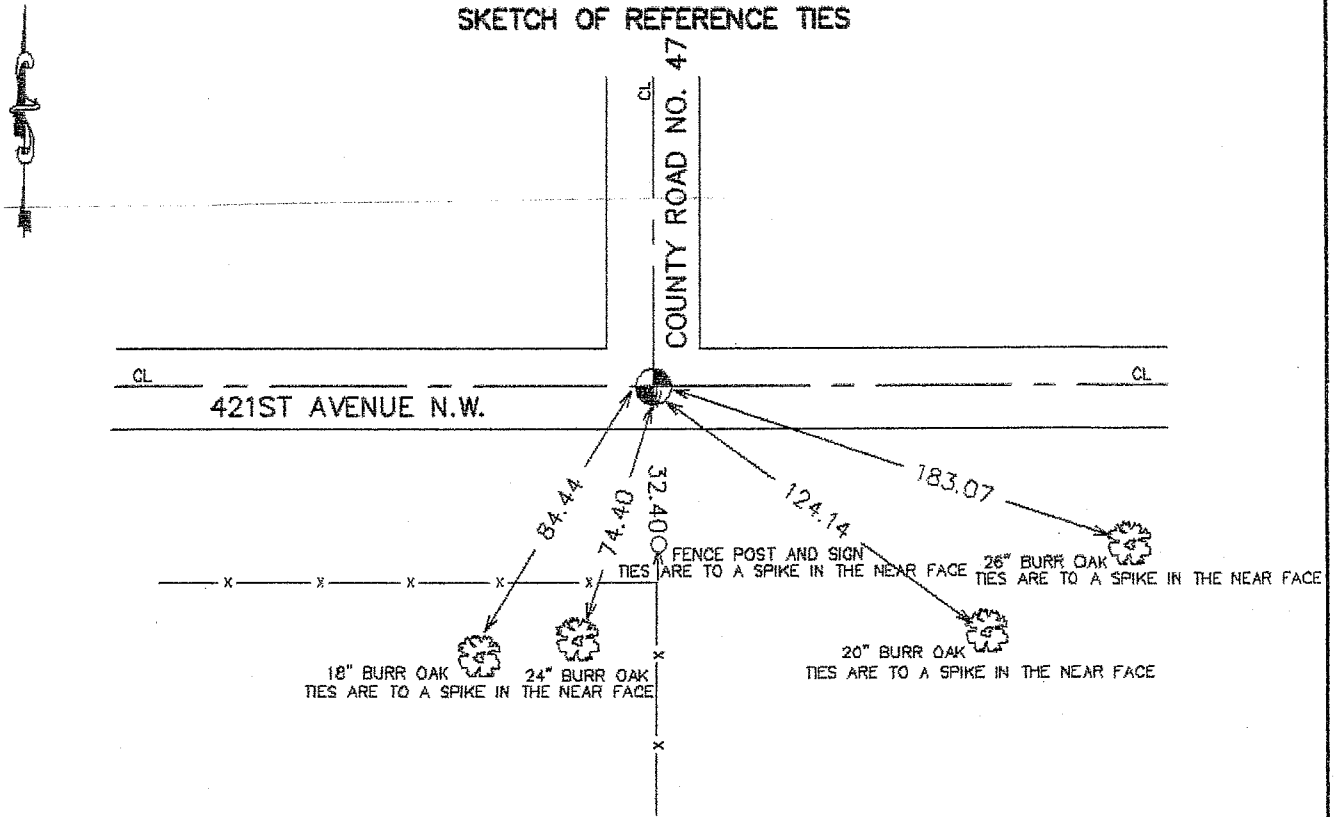 SKETCH OF REFERENCE TIES
CL
COUNTY ROAD NO. 47
CL
CL
421ST AVENUE N.W.
84.44
74.40
32.40
124.14
183.07
FENCE POST AND SIGN
TIES ARE TO A SPIKE IN THE NEAR FACE
26" BURR OAK
TIES ARE TO A SPIKE IN THE NEAR FACE
x x x x x
18" BURR OAK
TIES ARE TO A SPIKE IN THE NEAR FACE
24" BURR OAK
20" BURR OAK
TIES ARE TO A SPIKE IN THE NEAR FACE
x
x